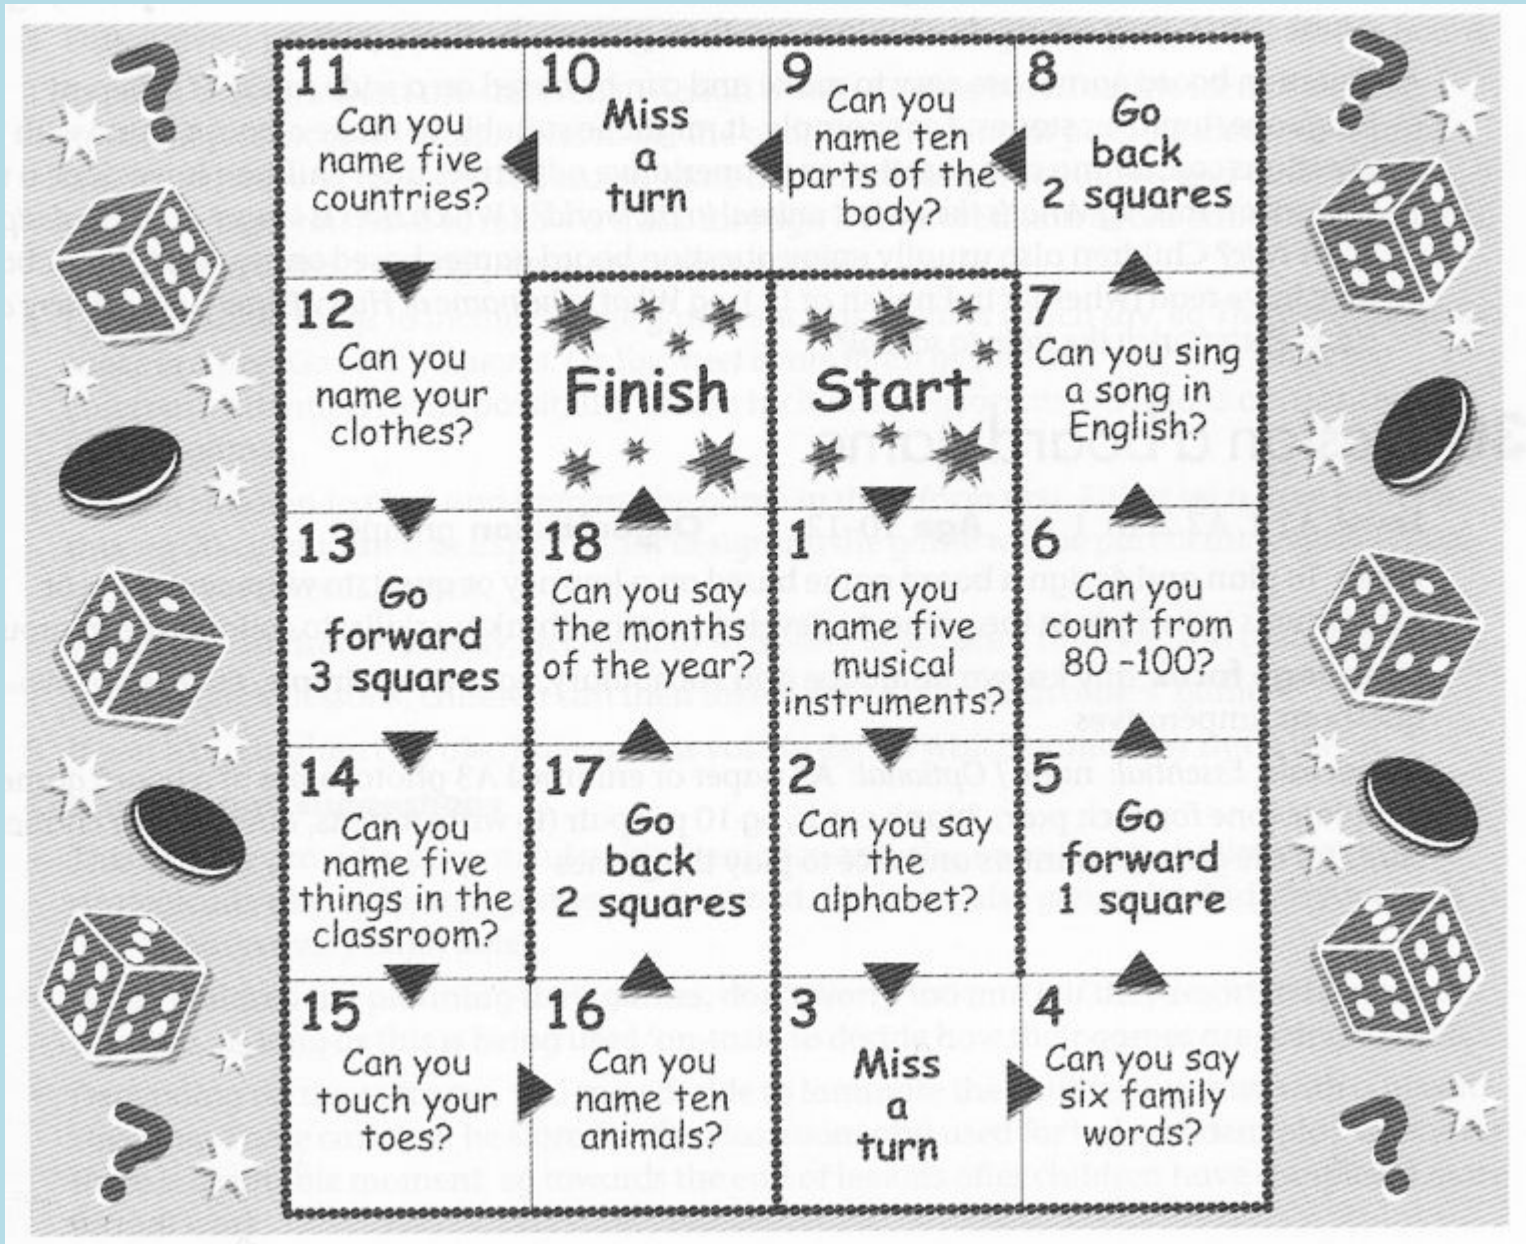 11
Can you
name five
countries?
10
Miss
a
turn
9
Can you
name ten
parts of the
body?
8
Go
back
2 squares
12
Can you
name your
clothes?
Finish
Start
7
Can you sing
a song in
English?
13
Go
forward
3 squares
18
Can you say
the months
of the year?
1
Can you
name five
musical
instruments?
6
Can you
count from
80 -100?
14
Can you
name five
things in the
classroom?
17
Go
back
2 squares
2
Can you say
the
alphabet?
5
Go
forward
1 square
15
Can you
touch your
toes?
16
Can you
name ten
animals?
3
Miss
a
turn
4
Can you say
six family
words?